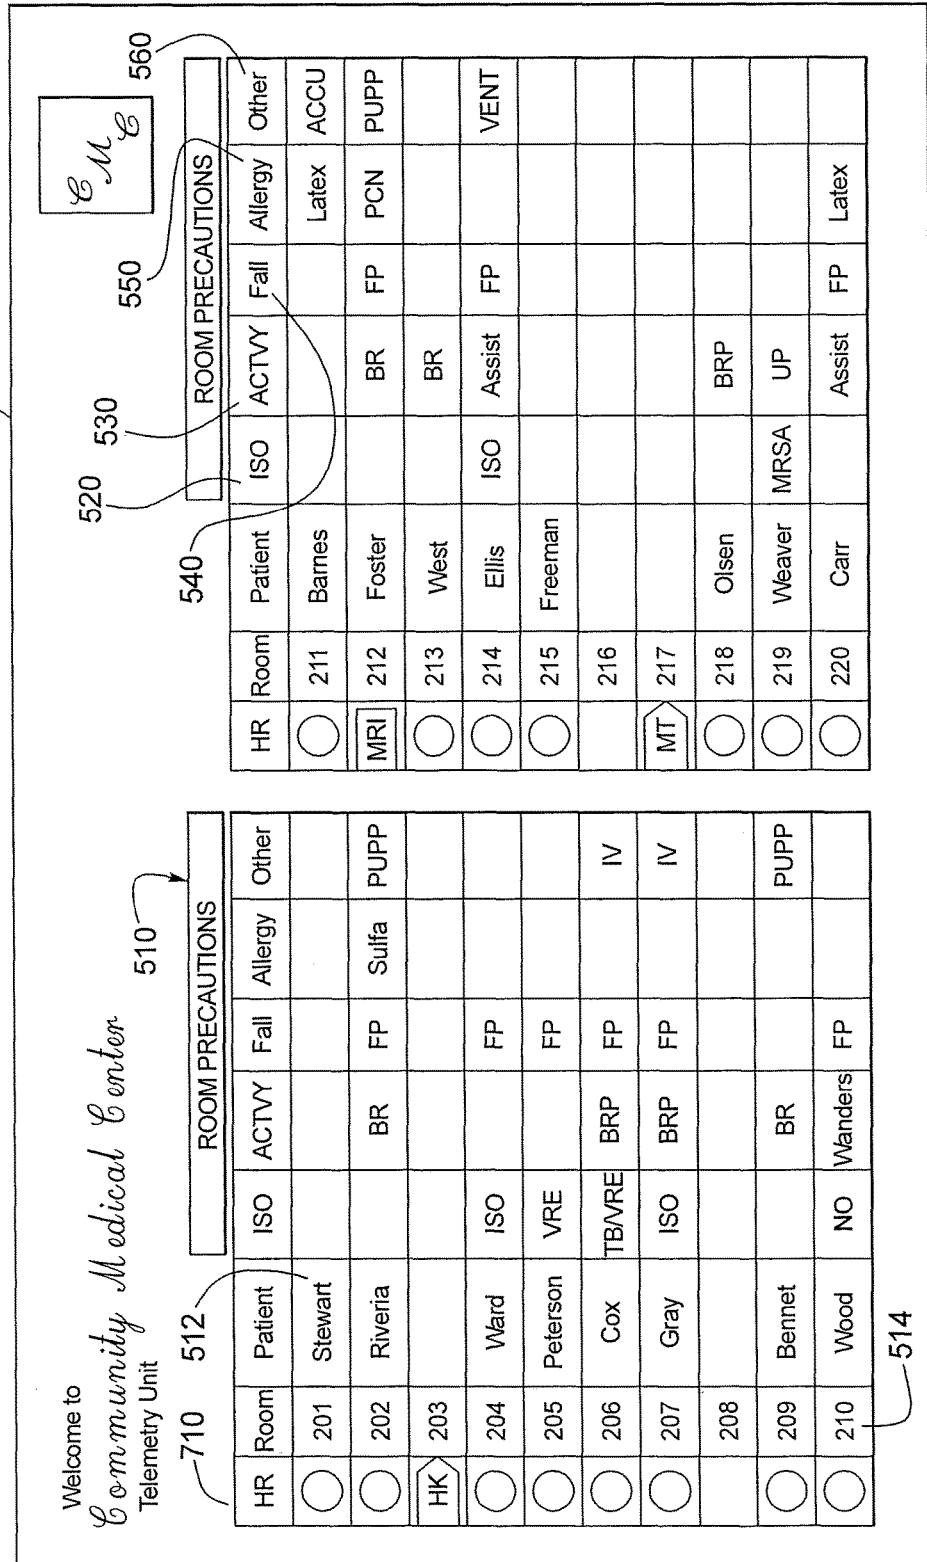 Welcome to
Community Medical Center
Telemetry Unit
CMC
710
512
510
ROOM PRECAUTIONS
HR Room Patient ISO ACTVY Fall Allergy Other
201 Stewart
202 Riveria BR FP Sulfa PUPP
HK 203
204 Ward ISO FP
205 Peterson VRE FP
206 Cox TB/VRE BRP FP IV
207 Gray ISO BRP FP IV
208
209 Bennet BR PUPP
210 Wood NO Wanders FP
514
540
520
530
550
560
ROOM PRECAUTIONS
HR Room Patient ISO ACTVY Fall Allergy Other
211 Barnes Latex ACCU
MRI 212 Foster BR FP PCN PUPP
213 West BR
214 Ellis ISO Assist FP VENT
215 Freeman
216
MT 217
218 Olsen BRP
219 Weaver MRSA UP
220 Carr Assist FP Latex